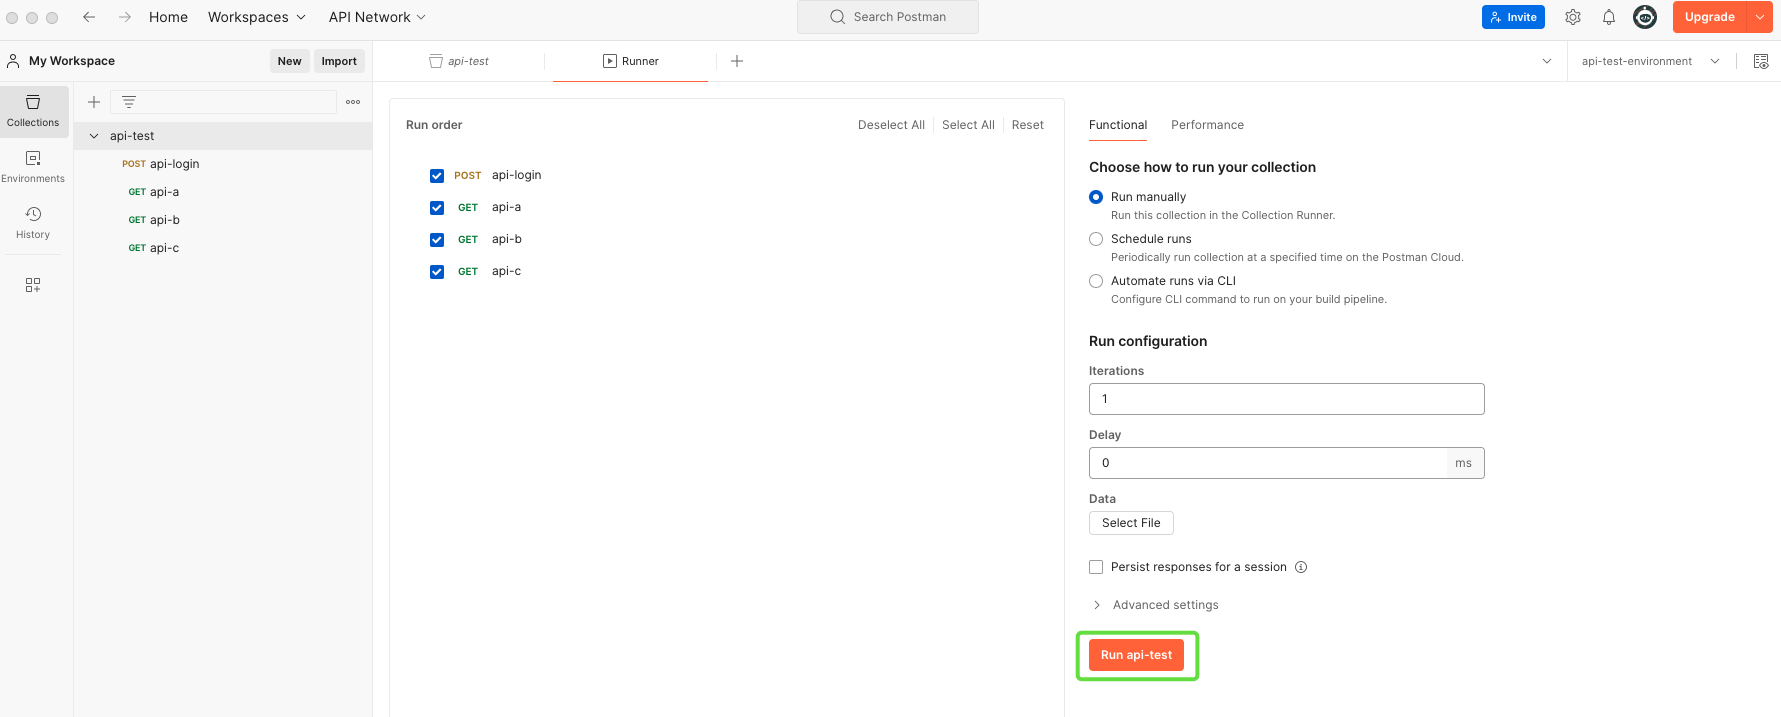 Home Workspaces API Network Search Postman Invite Upgrade
My Workspace New Import api-test Runner api-test-environment
Collections
Environments
History
api-test
POST api-login
GET api-a
GET api-b
GET api-c
Run order Deselect All Select All Reset
POST api-login
GET api-a
GET api-b
GET api-c
Functional Performance
Choose how to run your collection
Run manually
Run this collection in the Collection Runner.
Schedule runs
Periodically run collection at a specified time on the Postman Cloud.
Automate runs via CLI
Configure CLI command to run on your build pipeline.
Run configuration
Iterations
1
Delay
0 ms
Data
Select File
Persist responses for a session
Advanced settings
Run api-test